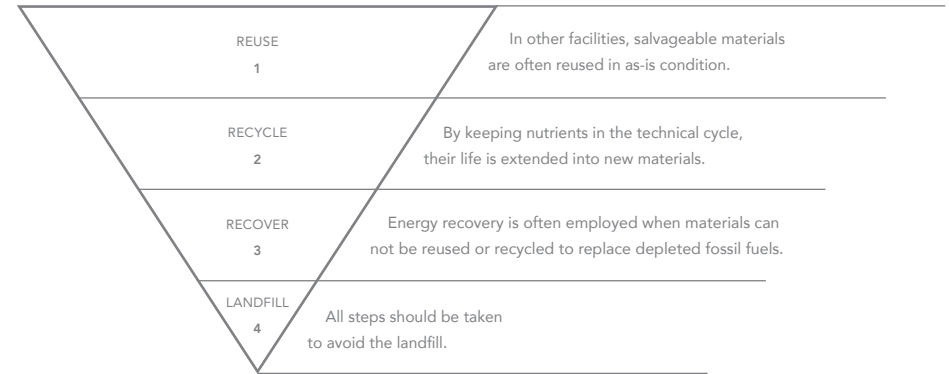 REUSE
1
In other facilities, salvageable materials
are often reused in as-is condition.
RECYCLE
2
By keeping nutrients in the technical cycle,
their life is extended into new materials.
RECOVER
3
Energy recovery is often employed when materials can
not be reused or recycled to replace depleted fossil fuels.
LANDFILL
4
All steps should be taken
to avoid the landfill.